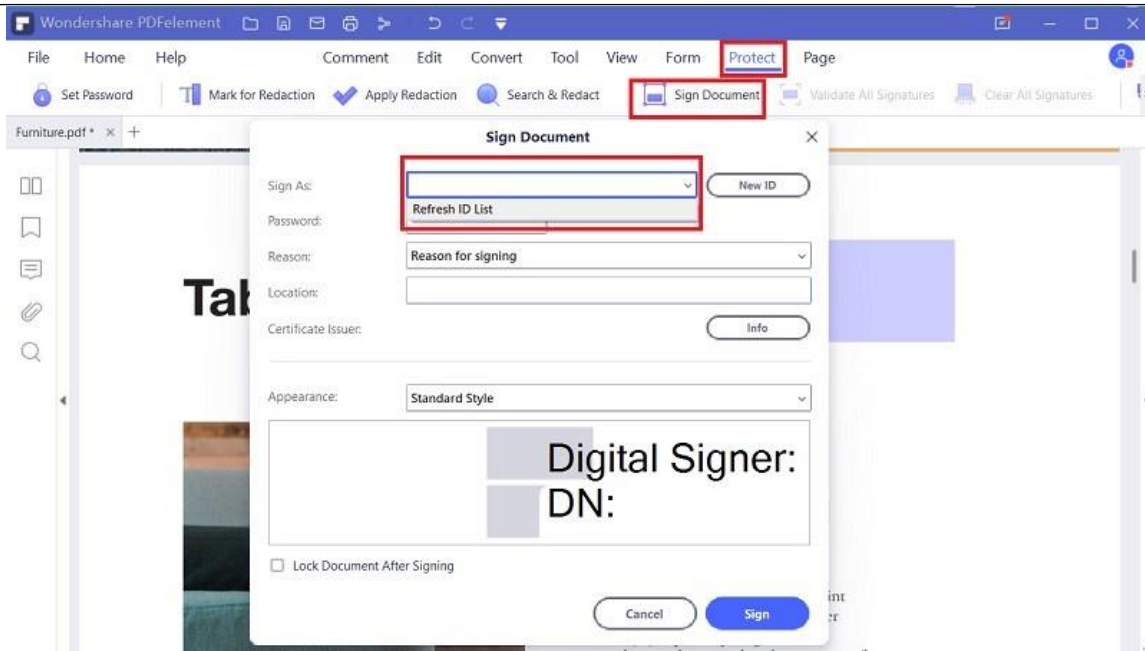 Wondershare PDFelement
File Home Help Comment Edit Convert Tool View Form Protect Page
Set Password Mark for Redaction Apply Redaction Search & Redact Sign Document Validate All Signatures Clear All Signatures
Furniture.pdf * × +
Sign Document
Sign As: New ID
Refresh ID List
Password:
Reason: Reason for signing
Tab
Location:
Certificate Issuer: Info
Appearance: Standard Style
Digital Signer:
DN:
Lock Document After Signing
Cancel Sign